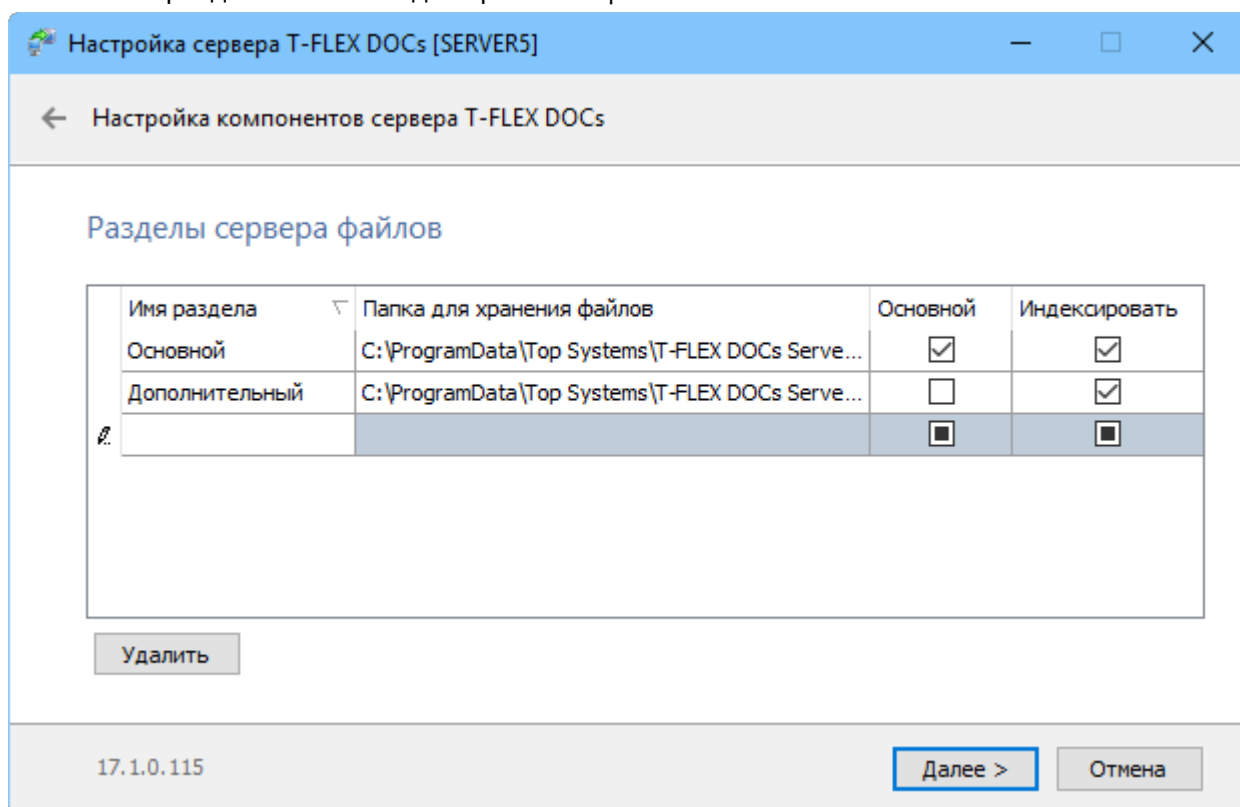 Настройка сервера T-FLEX DOCs [SERVER5]
Настройка компонентов сервера T-FLEX DOCs
Разделы сервера файлов
Имя раздела Папка для хранения файлов Основной Индексировать
Основной C:\ProgramData\Top Systems\T-FLEX DOCs Serve...
Дополнительный C:\ProgramData\Top Systems\T-FLEX DOCs Serve...
Удалить
17.1.0.115 Далее > Отмена